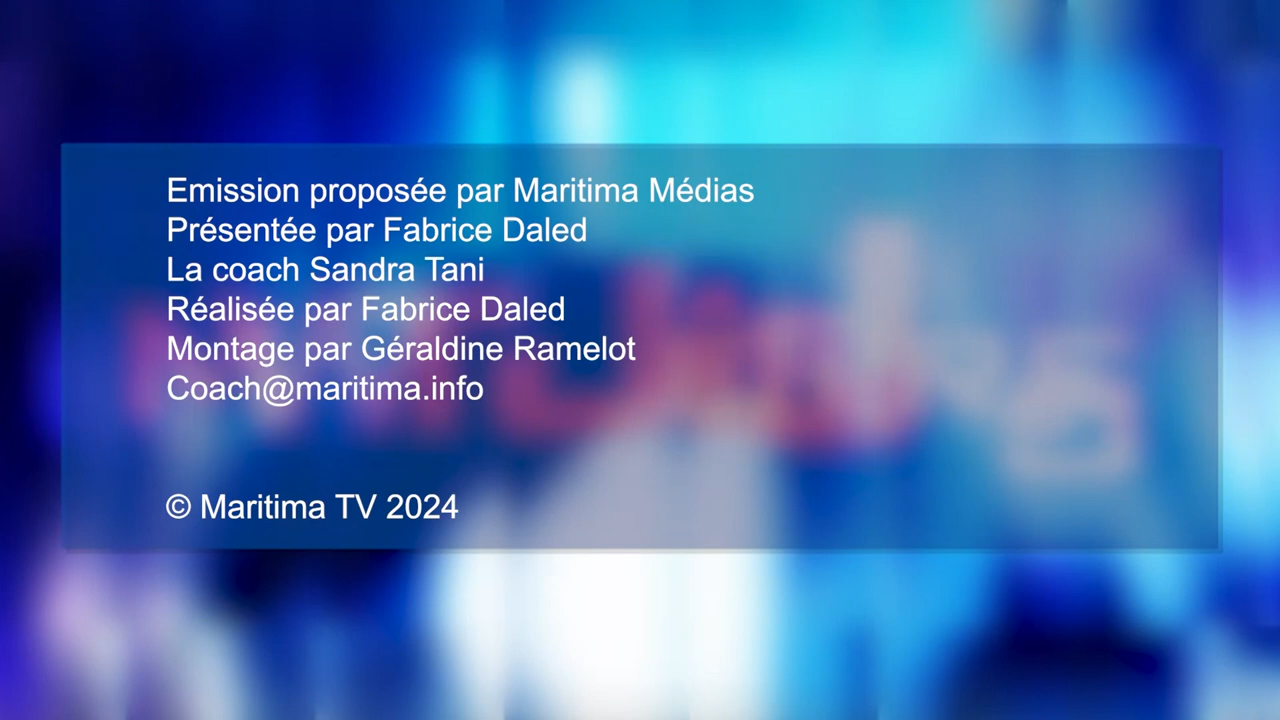 Emission proposée par Maritima Médias
Présentée par Fabrice Daled
La coach Sandra Tani
Réalisée par Fabrice Daled
Montage par Géraldine Ramelot
Coach@maritima.info
© Maritima TV 2024